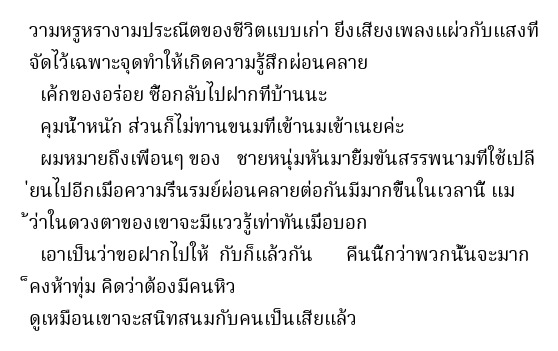 วามหรูหรางามประณีตของชีวิตแบบเก่า ยิ่งเสียงเพลงแผ่วกับแสงที่
จัดไว้เฉพาะจุดทำให้เกิดความรู้สึกผ่อนคลาย
เค้กของอร่อย ซื้อกลับไปฝากที่บ้านนะ
คุมน้ำหนัก ส่วนก็ไม่ทานขนมที่เข้านมเข้าเนยค่ะ
ผมหมายถึงเพื่อนๆ ของ ชายหนุ่มหันมายิ้มขันสรรพนามที่ใช้เปลี
่ยนไปอีกเมื่อความรื่นรมย์ผ่อนคลายต่อกันมีมากขึ้นในเวลานี้ แม
้ว่าในดวงตาของเขาจะมีแววรู้เท่าทันเมื่อบอก
เอาเป็นว่าขอฝากไปให้ กับก็แล้วกัน คืนนี้กว่าพวกนั้นจะมาก
็คงห้าทุ่ม คิดว่าต้องมีคนหิว
ดูเหมือนเขาจะสนิทสนมกับคนเป็นเสียแล้ว